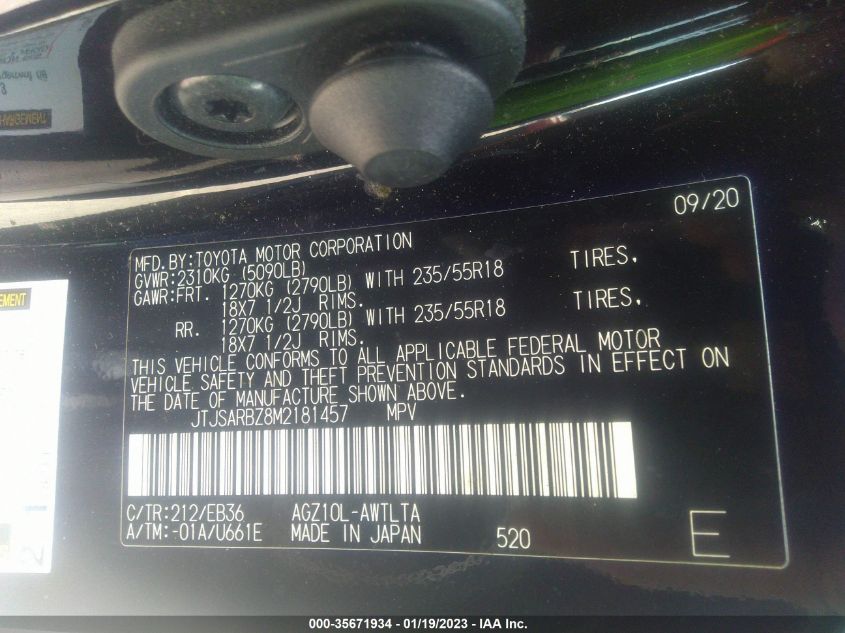 09/20
MFD. BY:TOYOTA MOTOR CORPORATION
GVWR:2310KG (5090LB)
GAWR:FRT. 1270KG (2790LB) WITH 235/55R18 TIRES,
18X7 1/2J RIMS.
RR. 1270KG (2790LB) WITH 235/55R18 TIRES,
18X7 1/2J RIMS.
THIS VEHICLE CONFORMS TO ALL APPLICABLE FEDERAL MOTOR
VEHICLE SAFETY AND THEFT PREVENTION STANDARDS IN EFFECT ON
THE DATE OF MANUFACTURE SHOWN ABOVE.
JTJSARBZ8M2181457 MPV
C/TR:212/EB36 AGZ10L-AWTLTA
A/TM:-01A/U661E MADE IN JAPAN 520 E
000-35671934 - 01/19/2023 - IAA Inc.